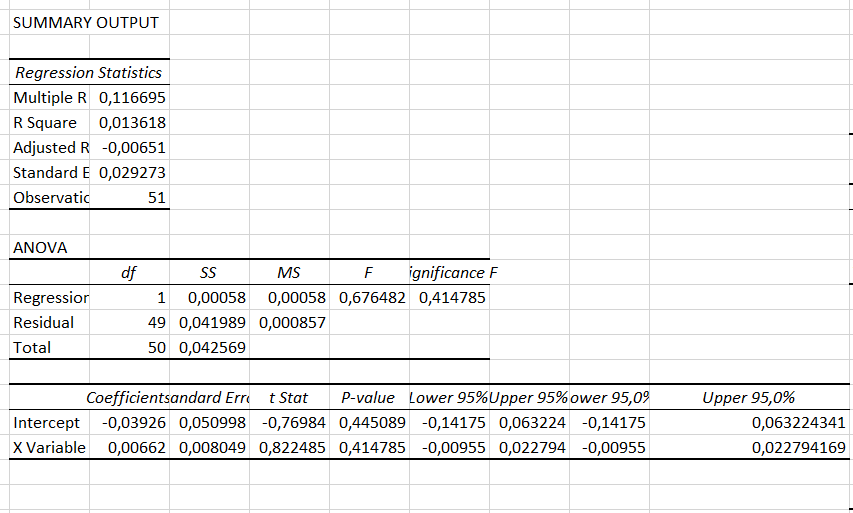 SUMMARY OUTPUT
Regression Statistics
Multiple R 0,116695
R Square 0,013618
Adjusted R -0,00651
Standard E 0,029273
Observatic 51
ANOVA
df SS MS F ignificance F
Regressior 1 0,00058 0,00058 0,676482 0,414785
Residual 49 0,041989 0,000857
Total 50 0,042569
Coefficients andard Erro t Stat P-value Lower 95% Upper 95% ower 95,0% Upper 95,0%
Intercept -0,03926 0,050998 -0,76984 0,445089 -0,14175 0,063224 -0,14175 0,063224341
X Variable 0,00662 0,008049 0,822485 0,414785 -0,00955 0,022794 -0,00955 0,022794169